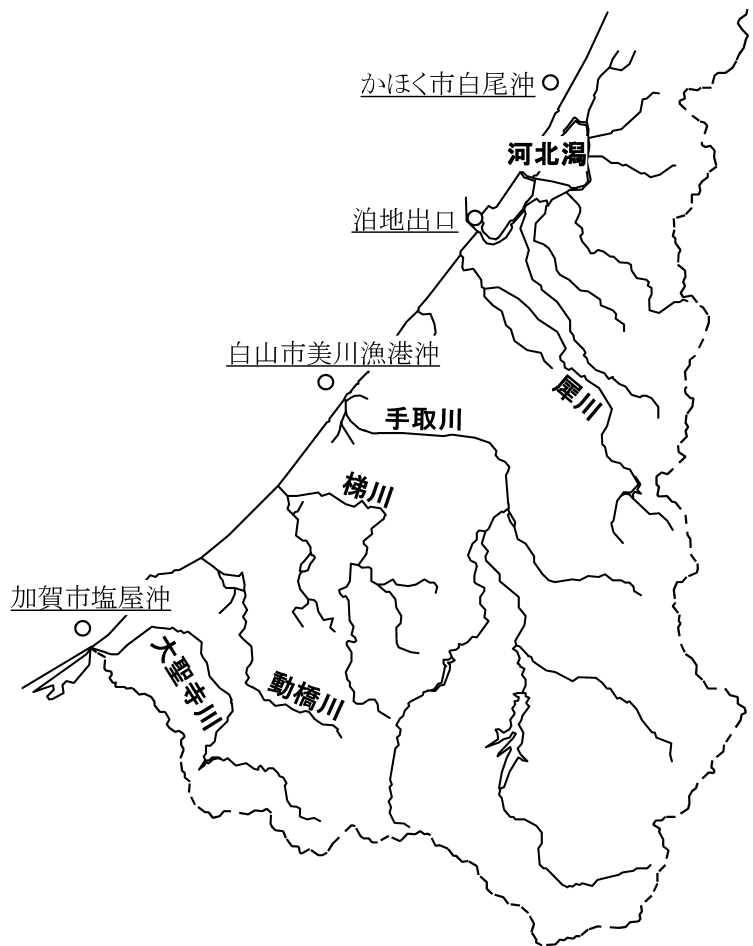 かほく市白尾沖
河北潟
泊地出口
白山市美川漁港沖
犀川
手取川
梯川
加賀市塩屋沖
大聖寺川
動橋川